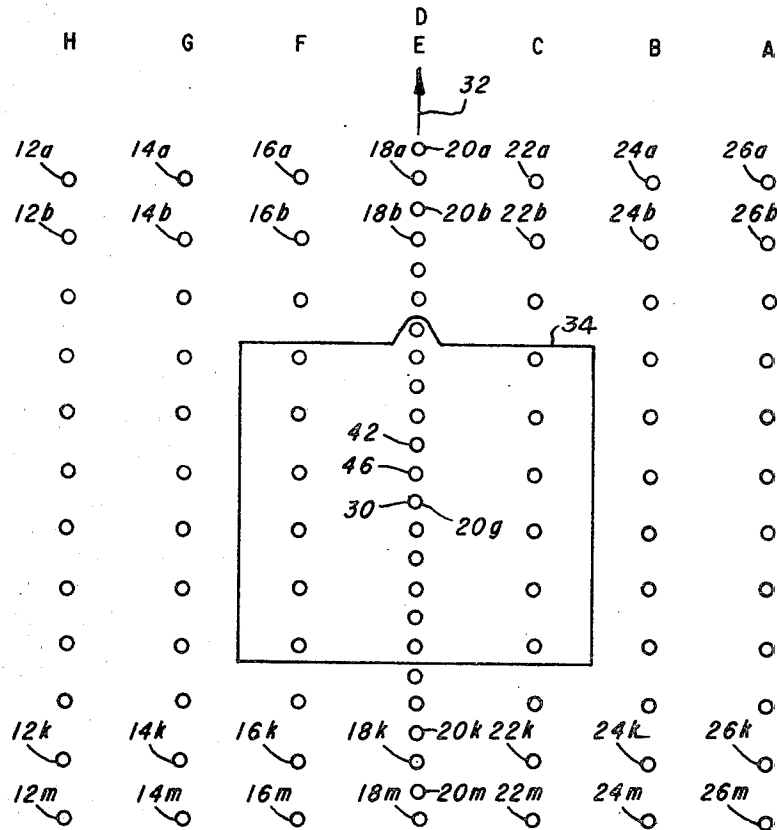 D
H G F E C B A
32
12a 14a 16a 18a 20a 22a 24a 26a
12b 14b 16b 18b 20b 22b 24b 26b
34
42
46
30 20g
12k 14k 16k 18k 20k 22k 24k 26k
12m 14m 16m 18m 20m 22m 24m 26m